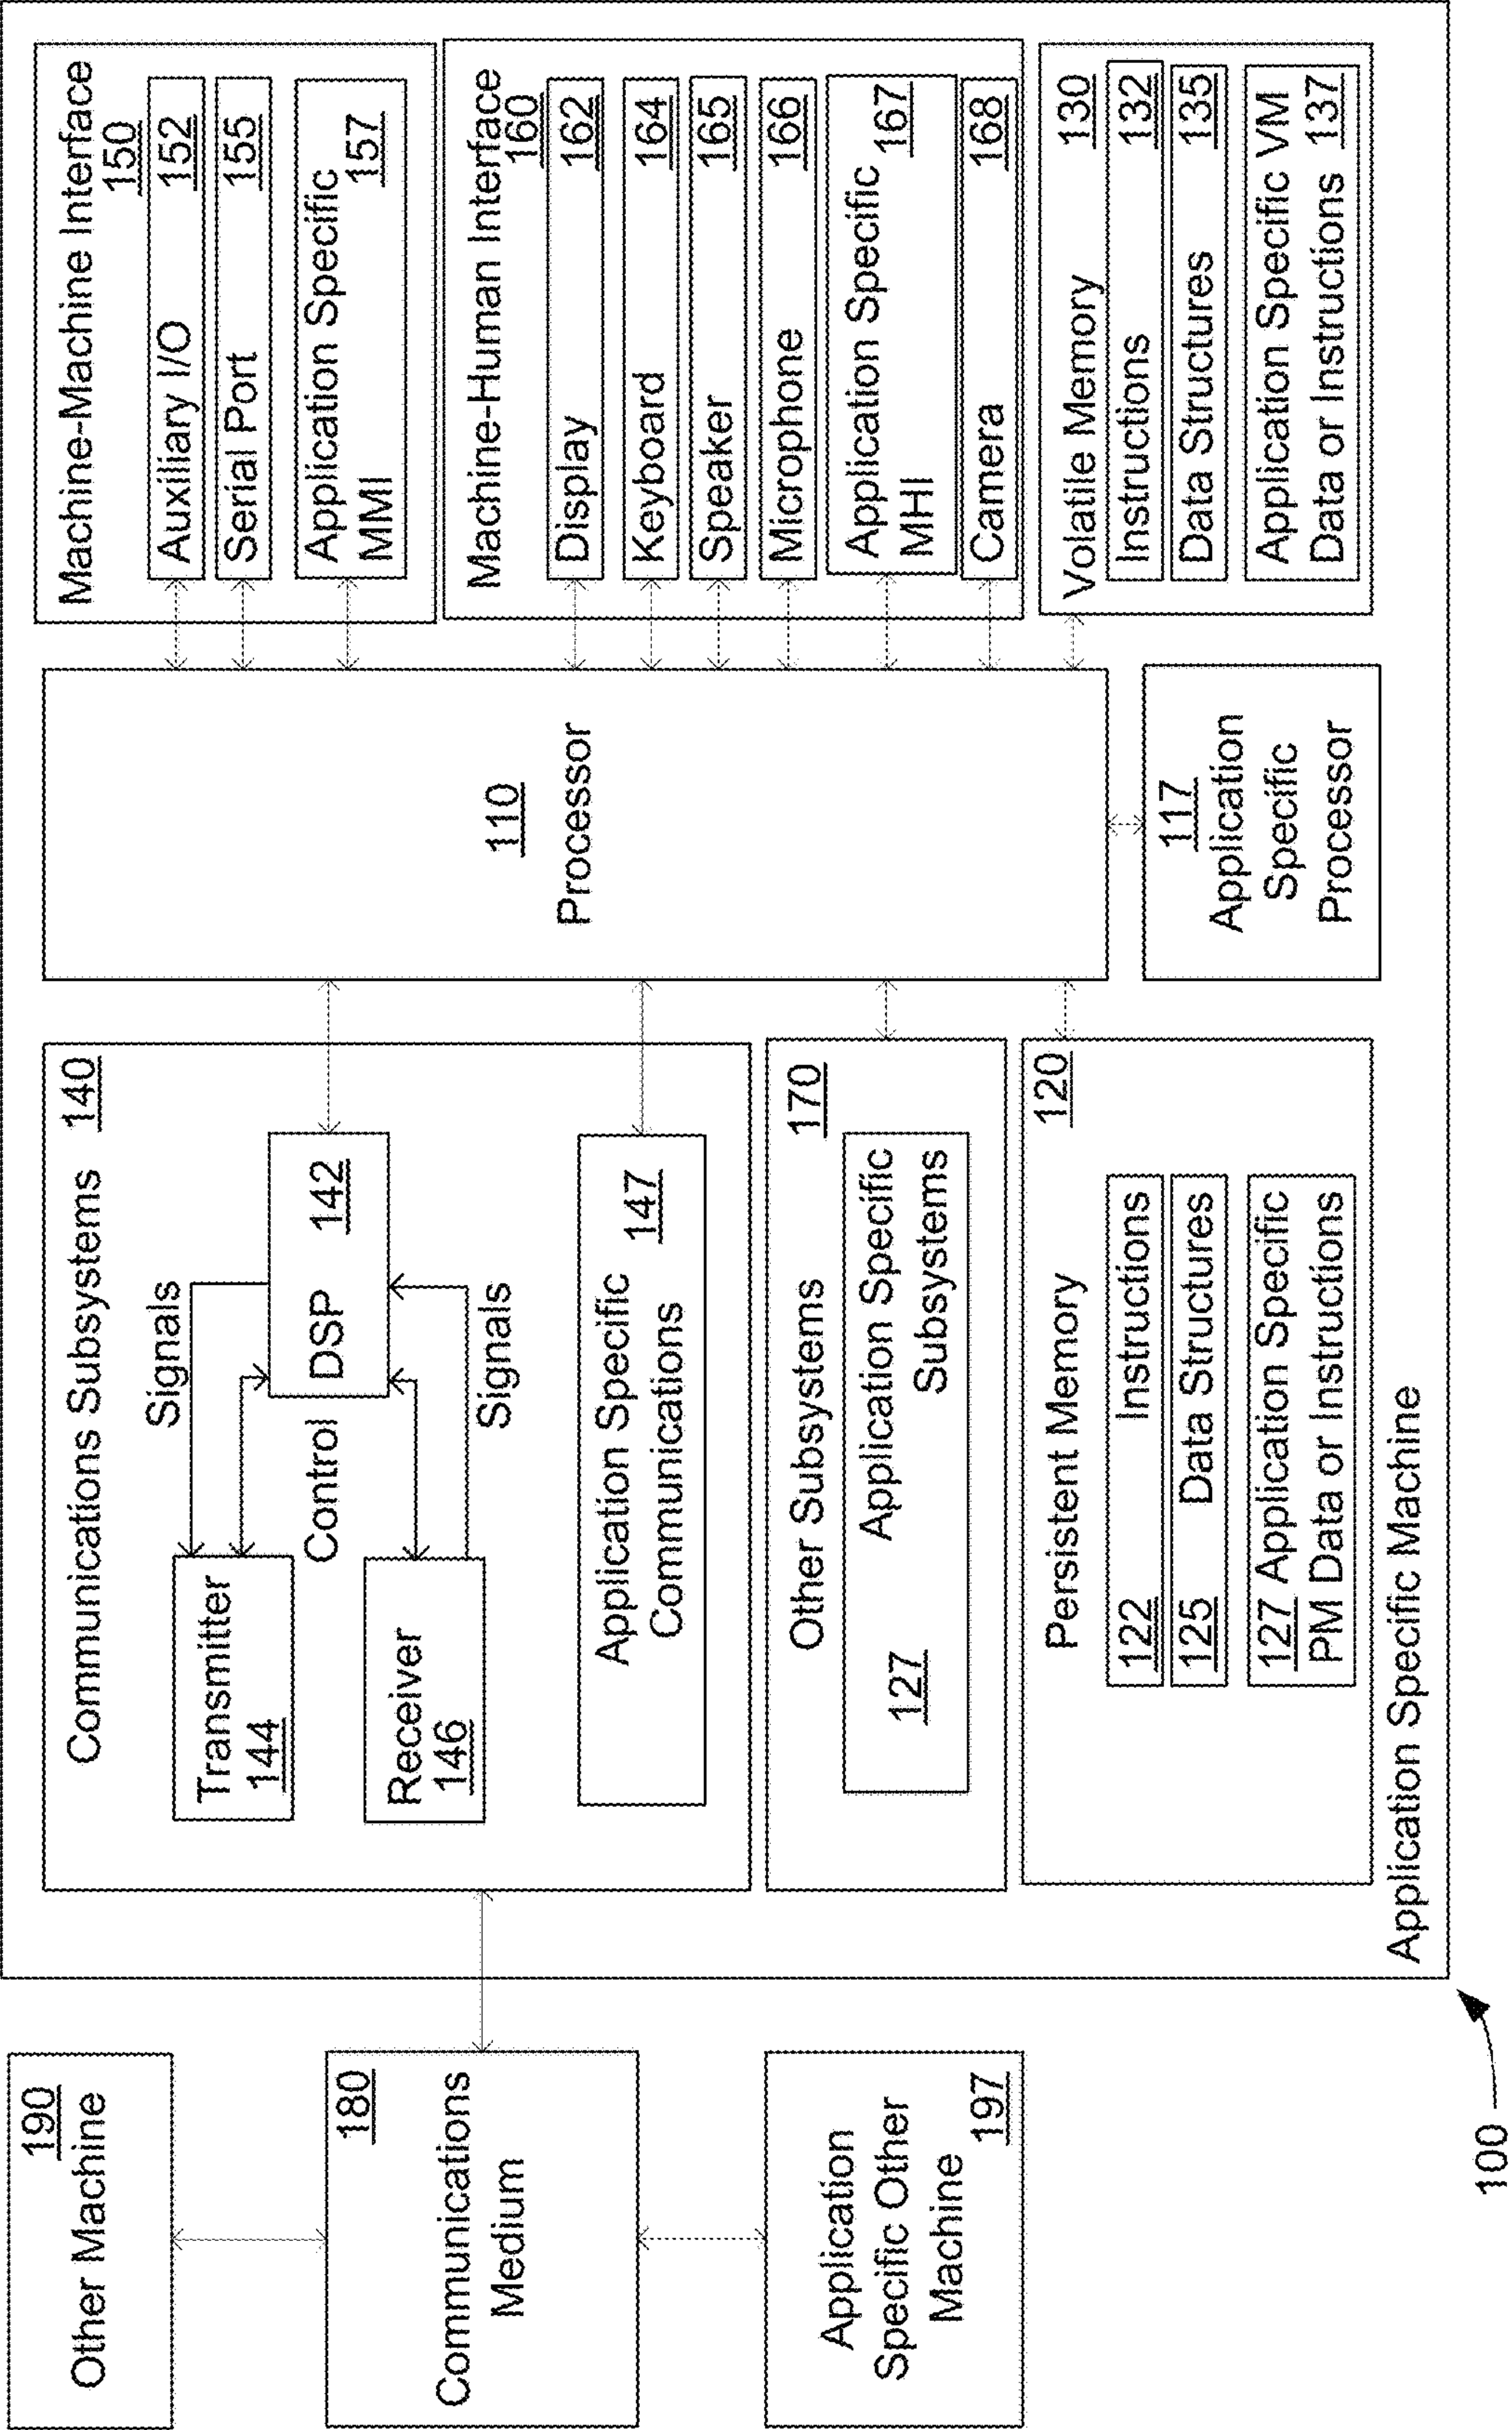 190
Other Machine
180
Communications
Medium
Application
Specific Other
Machine
197
100
Communications Subsystems 140
Signals
Transmitter
144
DSP 142
Control
Receiver
146
Signals
Application Specific
Communications 147
Other Subsystems 170
Application Specific
Subsystems
127
Persistent Memory 120
122 Instructions
125 Data Structures
127 Application Specific
PM Data or Instructions
Application Specific Machine
110
Processor
117
Application
Specific
Processor
Machine-Machine Interface
150
Auxiliary I/O 152
Serial Port 155
Application Specific
MMI 157
Machine-Human Interface
160
Display 162
Keyboard 164
Speaker 165
Microphone 166
Application Specific
MHI 167
Camera 168
Volatile Memory 130
Instructions 132
Data Structures 135
Application Specific VM
Data or Instructions 137